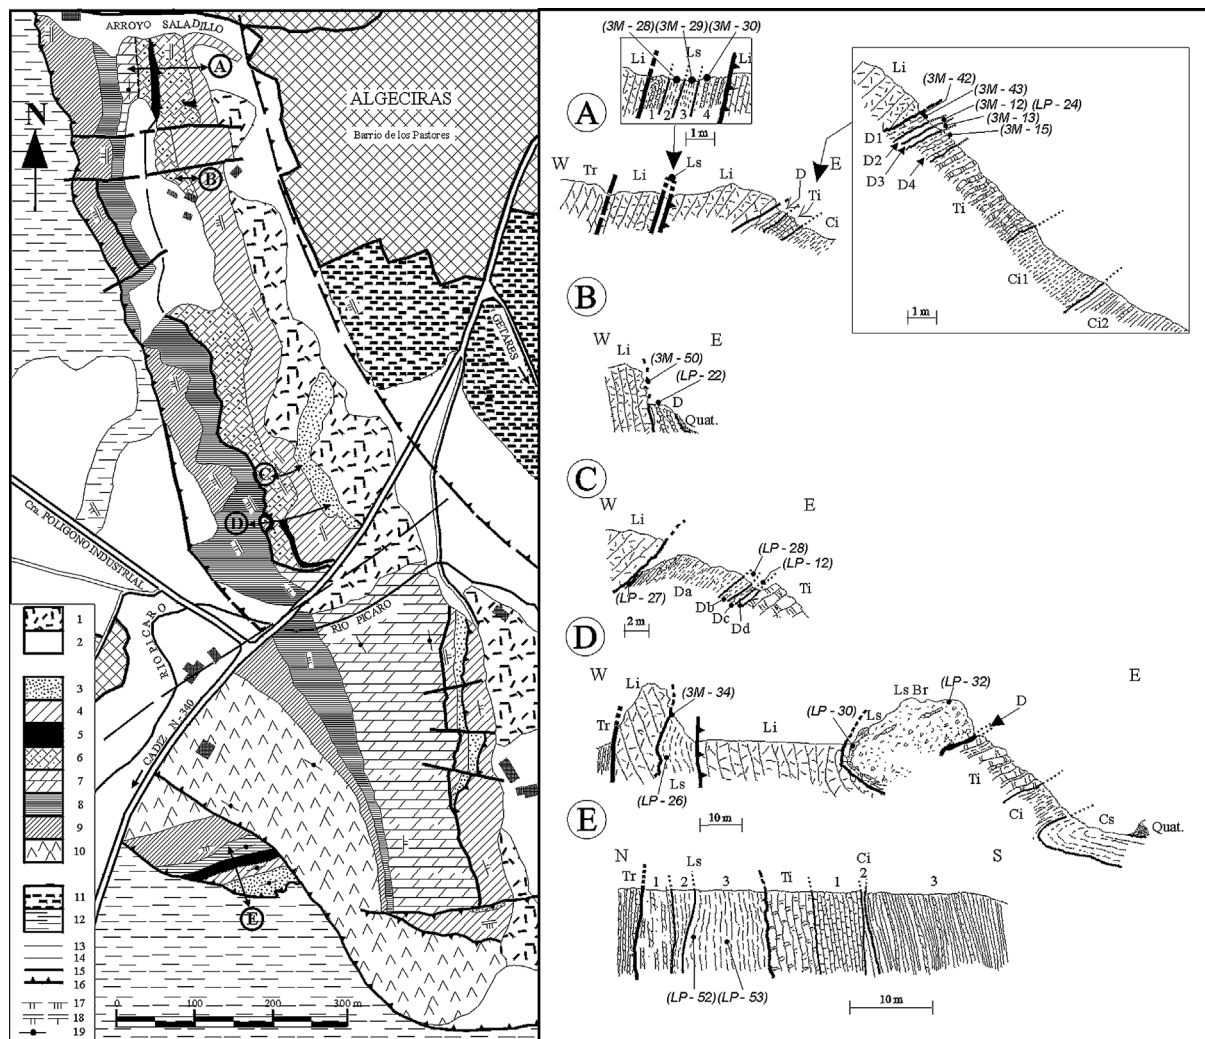 ARROYO SALADILLO
A
N
ALGECIRAS
Barrio de los Pastores
B
GETARES
C
D
Cra. POLÍGONO INDUSTRIAL
RIO PICARO
RIO PICARO
CADIZ N-340
E
1
2
3
4
5
6
7
8
9
10
11
12
13
14
15
16
17
18
19
0 100 200 300 m
A
(3M - 28)(3M - 29)(3M - 30)
Li Ls Li
1 2 3 4
1 m
W E
Tr Li Ls Li D Ti Ci
Li
(3M - 42)
(3M - 43)
(3M - 12) (LP - 24)
(3M - 13)
(3M - 15)
D1
D2
D3
D4
Ti
Ci1
Ci2
1 m
B
W E
Li
(3M - 50)
(LP - 22)
D
Quat.
C
W E
Li
(LP - 28)
(LP - 12)
(LP - 27)
Da
Db
Dc
Dd
Ti
2 m
D
W E
Li
(3M - 34)
Tr
Ls
(LP - 26)
Li
(LP - 30)
Ls
Ls Br
(LP - 32)
D
Ti
Ci
Cs
Quat.
10 m
E
N S
Tr 1 2 Ls 3 Ti 1 Ci 2 3
(LP - 52)(LP - 53)
10 m